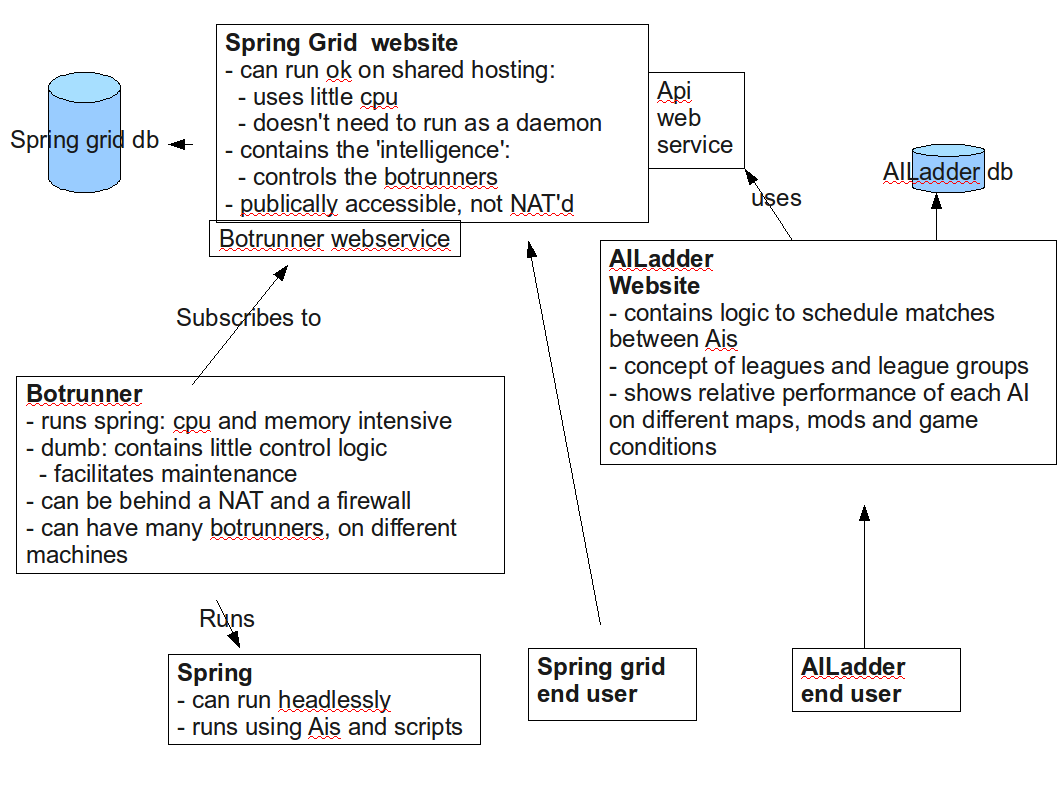 Spring Grid  website
- can run ok on shared hosting:
- uses little cpu
- doesn't need to run as a daemon
- contains the 'intelligence':
- controls the botrunners
- publically accessible, not NAT'd
Api
web
service
Spring grid db
AILadder db
uses
Botrunner webservice
AILadder
Website
- contains logic to schedule matches
between Ais
- concept of leagues and league groups
- shows relative performance of each AI
on different maps, mods and game
conditions
Subscribes to
Botrunner
- runs spring: cpu and memory intensive
- dumb: contains little control logic
- facilitates maintenance
- can be behind a NAT and a firewall
- can have many botrunners, on different
machines
Runs
Spring
- can run headlessly
- runs using Ais and scripts
Spring grid
end user
AILadder
end user